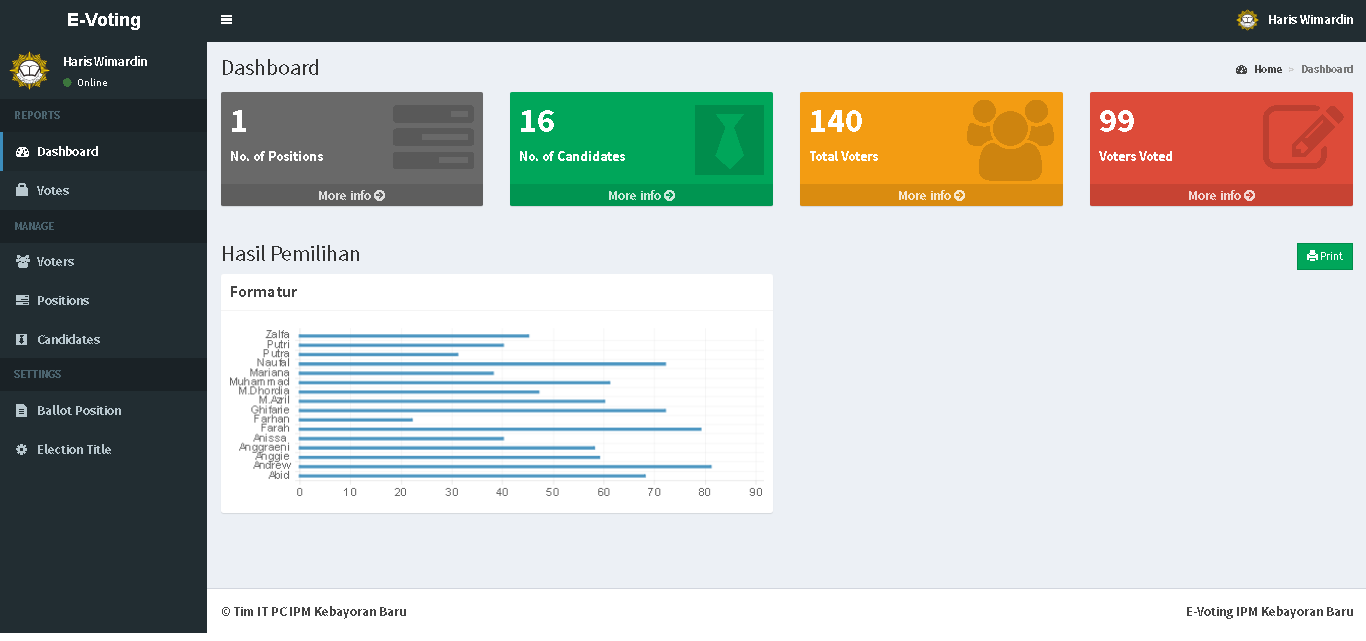 E-Voting
Haris Wimardin
Haris Wimardin
Online
REPORTS
Dashboard
Votes
MANAGE
Voters
Positions
Candidates
SETTINGS
Ballot Position
Election Title
Dashboard
Home > Dashboard
1
No. of Positions
More info
16
No. of Candidates
More info
140
Total Voters
More info
99
Voters Voted
More info
Hasil Pemilihan
Print
Formatur
Zalfa
Putri
Putra
Naufal
Mariana
Muhammad
M.Dhordia
M.Azril
Ghifarie
Farhan
Farah
Anissa
Anggraeni
Anggie
Andrew
Abid
0 10 20 30 40 50 60 70 80 90
© Tim IT PC IPM Kebayoran Baru
E-Voting IPM Kebayoran Baru